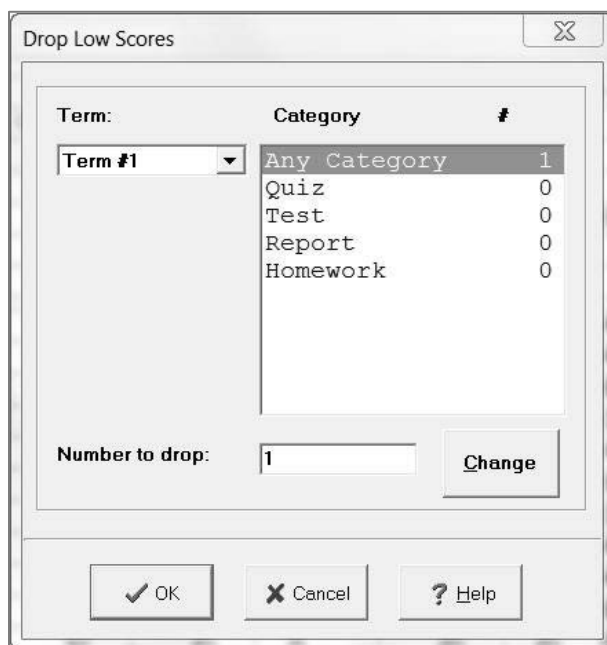 Drop Low Scores
Term: Category #
Term #1 Any Category 1
Quiz 0
Test 0
Report 0
Homework 0
Number to drop: 1 Change
OK Cancel ? Help